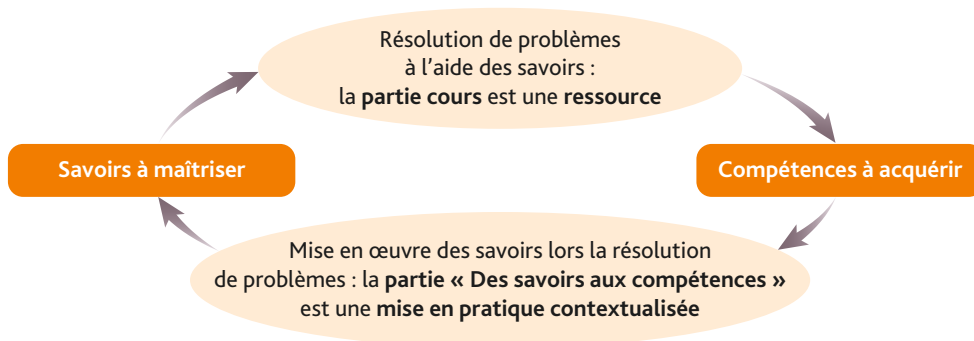 Résolution de problèmes
à l’aide des savoirs :
la partie cours est une ressource
Savoirs à maîtriser
Compétences à acquérir
Mise en œuvre des savoirs lors la résolution
de problèmes : la partie « Des savoirs aux compétences »
est une mise en pratique contextualisée